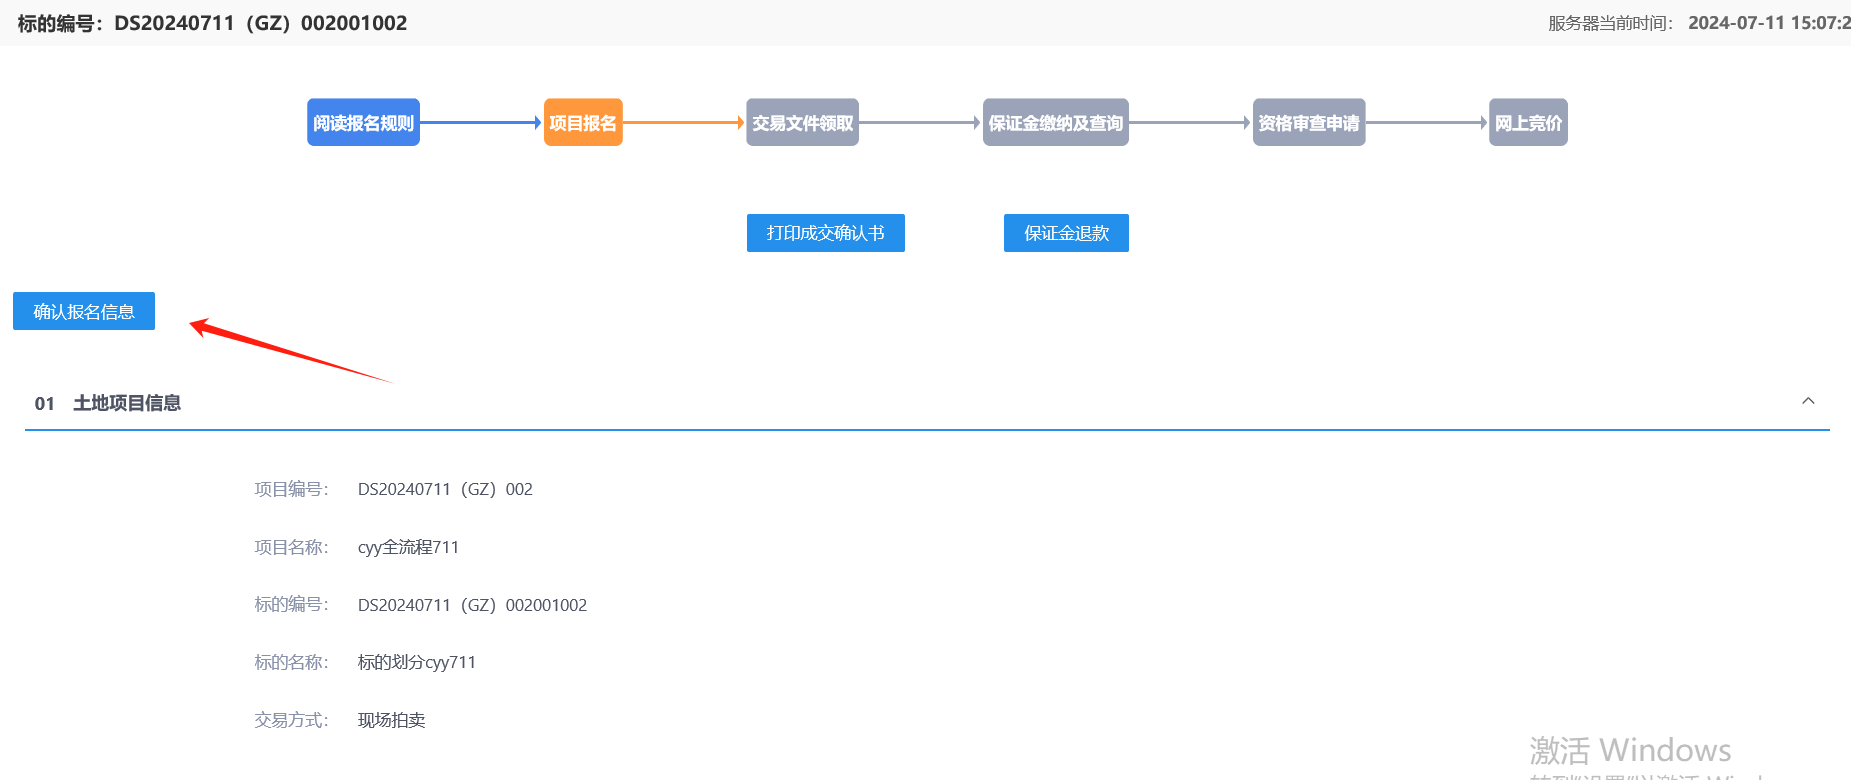 标的编号：DS20240711（GZ）002001002
服务器当前时间： 2024-07-11 15:07:2
阅读报名规则
项目报名
交易文件领取
保证金缴纳及查询
资格审查申请
网上竞价
打印成交确认书
保证金退款
确认报名信息
01 土地项目信息
项目编号： DS20240711（GZ）002
项目名称： cyy全流程711
标的编号： DS20240711（GZ）002001002
标的名称： 标的划分cyy711
交易方式： 现场拍卖
激活 Windows